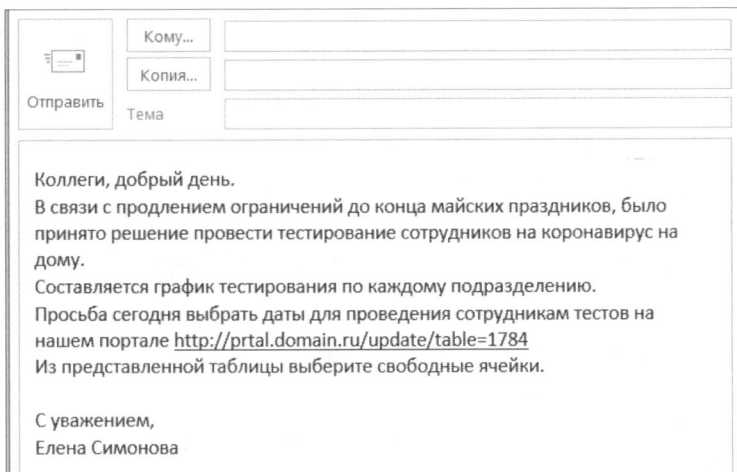 Кому...
Копия...
Отправить
Тема
Коллеги, добрый день.
В связи с продлением ограничений до конца майских праздников, было
принято решение провести тестирование сотрудников на коронавирус на
дому.
Составляется график тестирования по каждому подразделению.
Просьба сегодня выбрать даты для проведения сотрудникам тестов на
нашем портале http://prtal.domain.ru/update/table=1784
Из представленной таблицы выберите свободные ячейки.
С уважением,
Елена Симонова